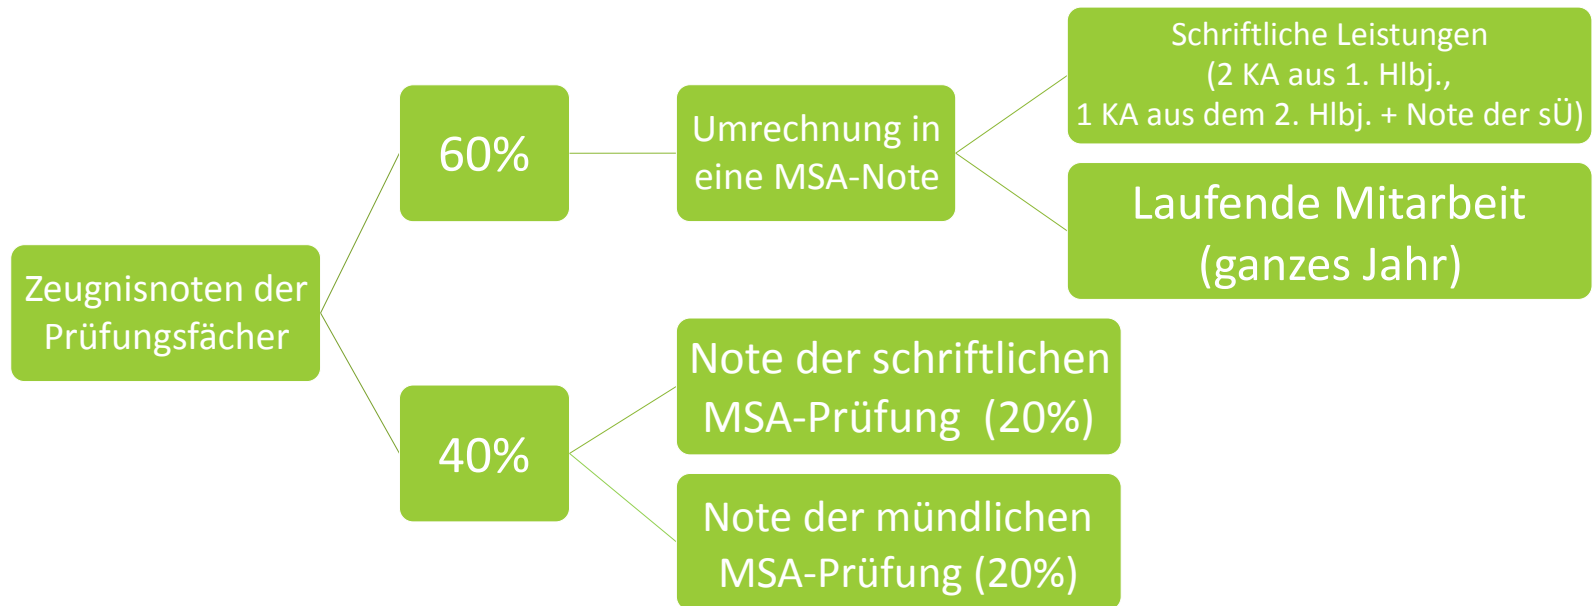 Zeugnisnoten der
Prüfungsfächer
60%
Umrechnung in
eine MSA-Note
Schriftliche Leistungen
(2 KA aus 1. Hlbj.,
1 KA aus dem 2. Hlbj. + Note der sÜ)
Laufende Mitarbeit
(ganzes Jahr)
40%
Note der schriftlichen
MSA-Prüfung (20%)
Note der mündlichen
MSA-Prüfung (20%)